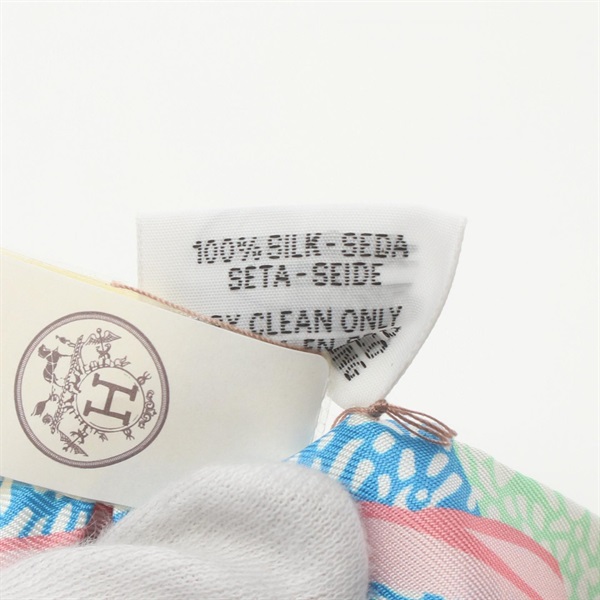 100% SILK-SEDA
SETA-SEIDE
CLEAN ONLY
H